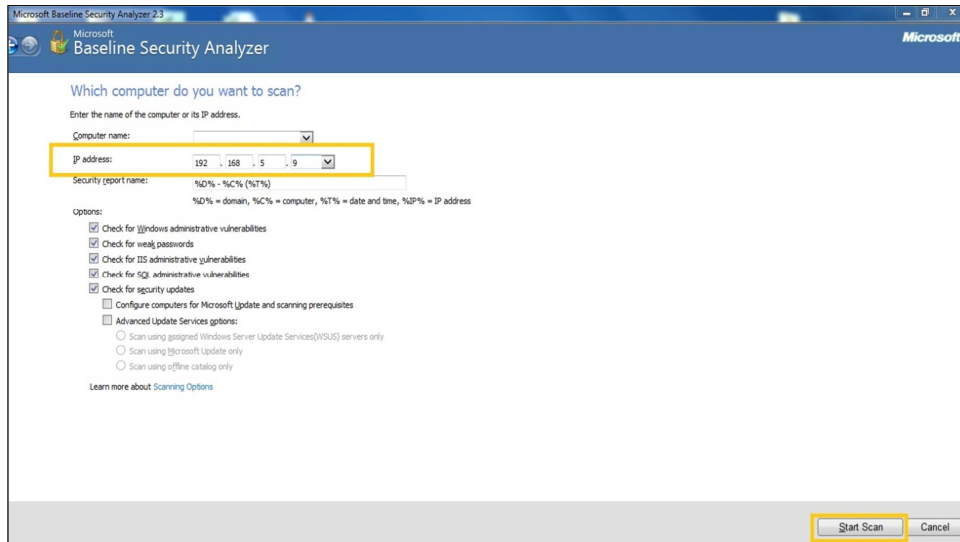 Microsoft Baseline Security Analyzer 2.3
Microsoft
Baseline Security Analyzer
Microsoft
Which computer do you want to scan?
Enter the name of the computer or its IP address.
Computer name:
IP address: 192 . 168 . 5 . 9
Security report name: %D% - %C% (%T%)
%D% = domain, %C% = computer, %T% = date and time, %IP% = IP address
Options:
Check for Windows administrative vulnerabilities
Check for weak passwords
Check for IIS administrative vulnerabilities
Check for SQL administrative vulnerabilities
Check for security updates
Configure computers for Microsoft Update and scanning prerequisites
Advanced Update Services options:
Scan using assigned Windows Server Update Services(WSUS) servers only
Scan using Microsoft Update only
Scan using offline catalog only
Learn more about Scanning Options
Start Scan Cancel